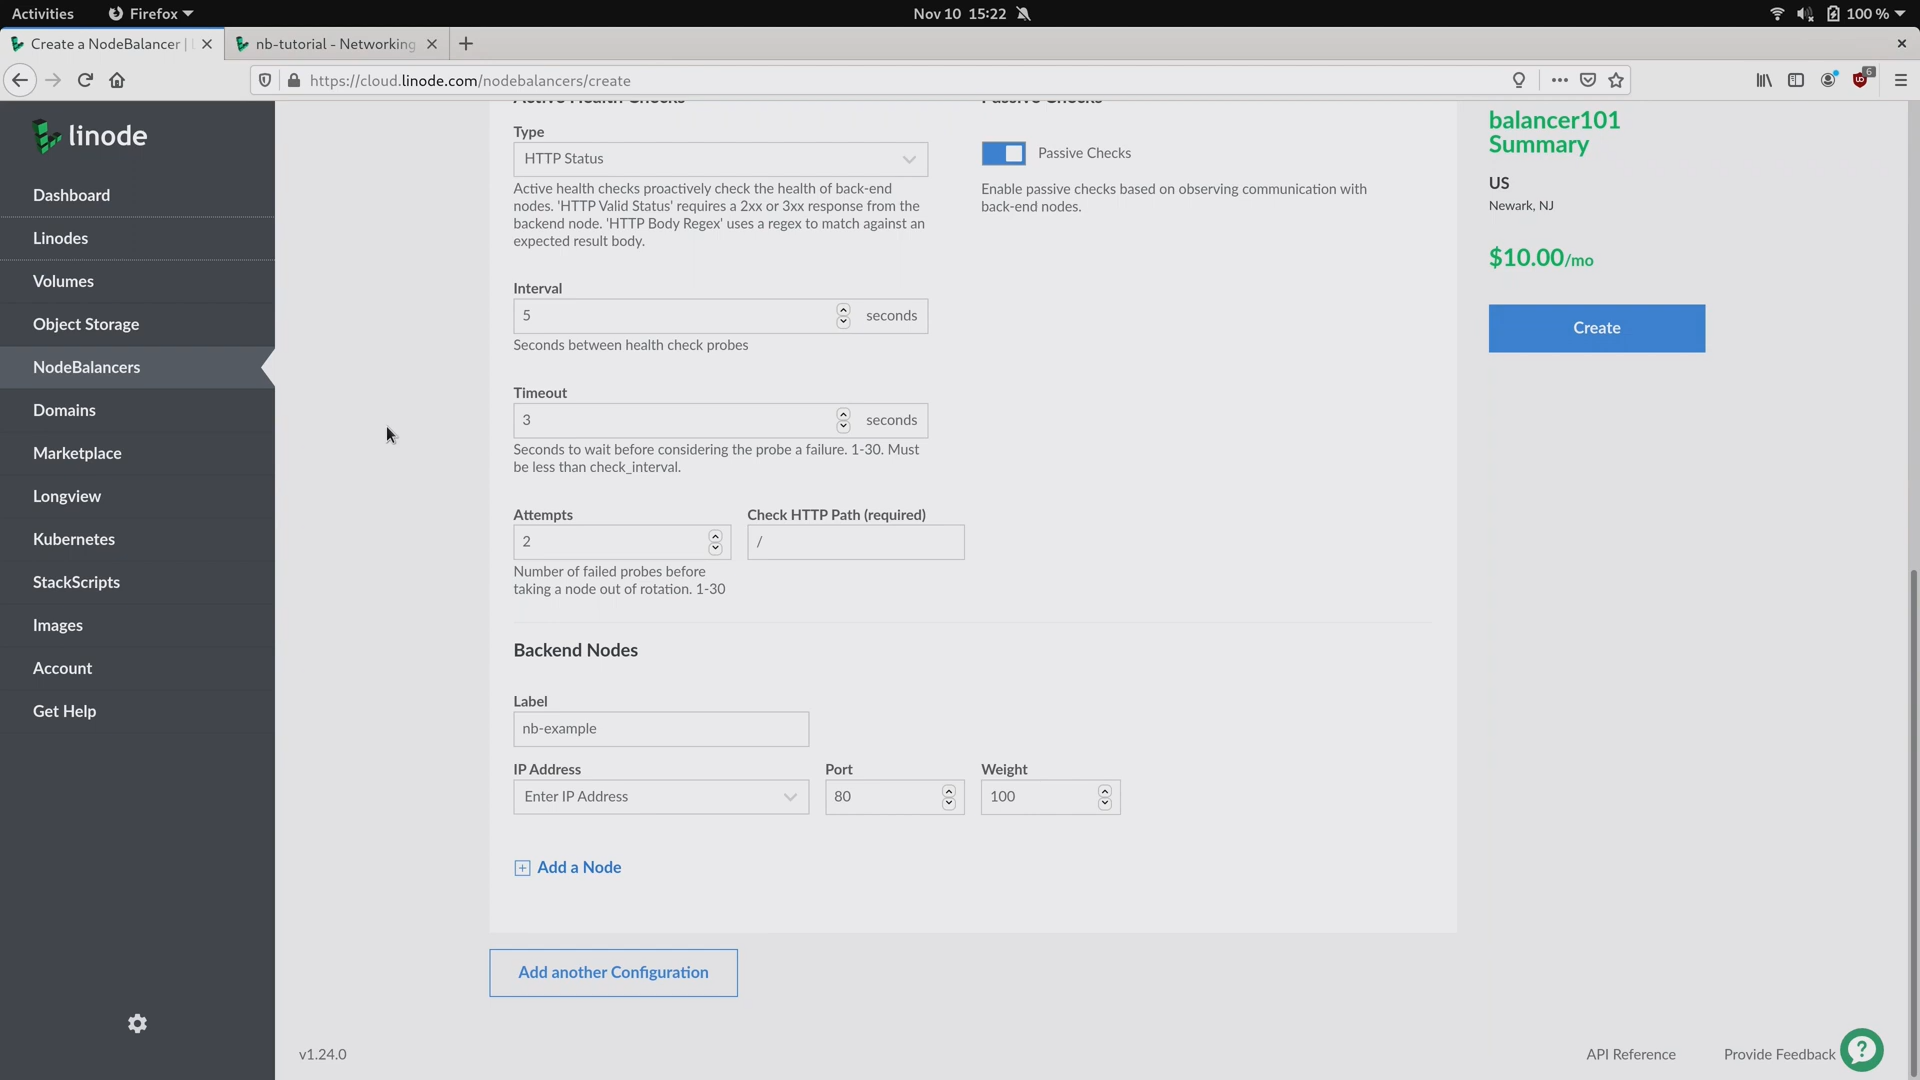 Activities
Firefox
Nov 10 15:22
100 %
Create a NodeBalancer |
nb-tutorial - Networking
https://cloud.linode.com/nodebalancers/create
6
linode
Dashboard
Linodes
Volumes
Object Storage
NodeBalancers
Domains
Marketplace
Longview
Kubernetes
StackScripts
Images
Account
Get Help
Active Health Checks
Passive Checks
Type
HTTP Status
Active health checks proactively check the health of back-end
nodes. 'HTTP Valid Status' requires a 2xx or 3xx response from the
backend node. 'HTTP Body Regex' uses a regex to match against an
expected result body.
Passive Checks
Enable passive checks based on observing communication with
back-end nodes.
Interval
5
seconds
Seconds between health check probes
Timeout
3
seconds
Seconds to wait before considering the probe a failure. 1-30. Must
be less than check_interval.
Attempts
Check HTTP Path (required)
2
/
Number of failed probes before
taking a node out of rotation. 1-30
Backend Nodes
Label
nb-example
IP Address
Port
Weight
Enter IP Address
80
100
Add a Node
Add another Configuration
balancer101
Summary
US
Newark, NJ
$10.00/mo
Create
v1.24.0
API Reference
Provide Feedback